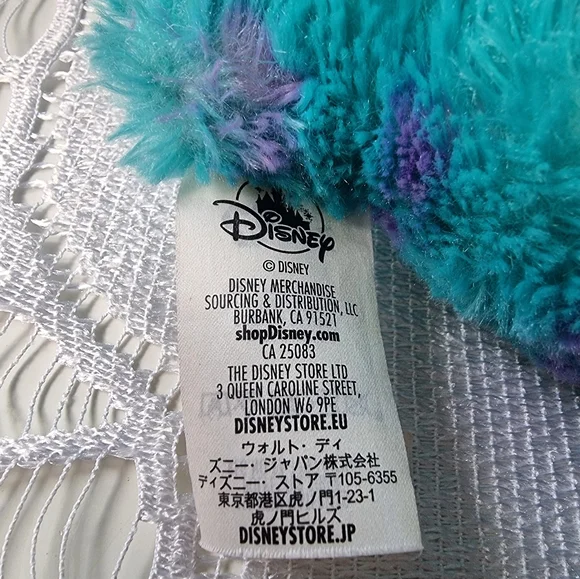 Disney
© DISNEY
DISNEY MERCHANDISE
SOURCING & DISTRIBUTION, LLC
BURBANK, CA 91521
shopDisney.com
CA 25083
THE DISNEY STORE LTD
3 QUEEN CAROLINE STREET,
LONDON W6 9PE
DISNEYSTORE.EU
ウォルト・ディ
ズニー・ジャパン株式会社
ディズニー・ストア 〒105-6355
東京都港区虎ノ門1-23-1
虎ノ門ヒルズ
DISNEYSTORE.JP